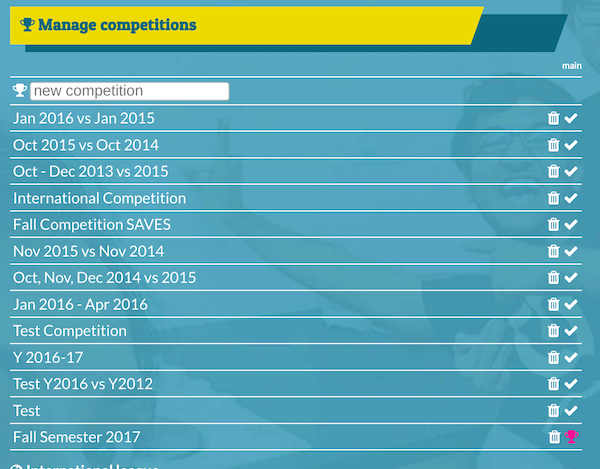 Manage competitions
main
new competition
Jan 2016 vs Jan 2015
Oct 2015 vs Oct 2014
Oct - Dec 2013 vs 2015
International Competition
Fall Competition SAVES
Nov 2015 vs Nov 2014
Oct, Nov, Dec 2014 vs 2015
Jan 2016 - Apr 2016
Test Competition
Y 2016-17
Test Y2016 vs Y2012
Test
Fall Semester 2017
International league